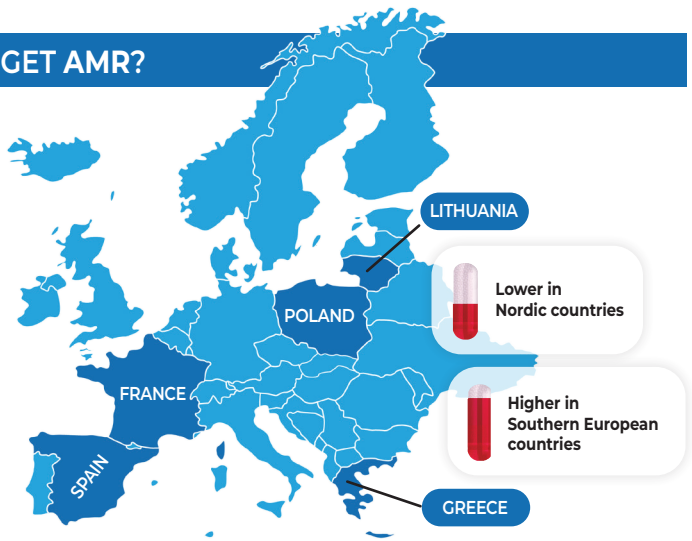 GET AMR?
LITHUANIA
Lower in
Nordic countries
POLAND
FRANCE
Higher in
Southern European
countries
SPAIN
GREECE